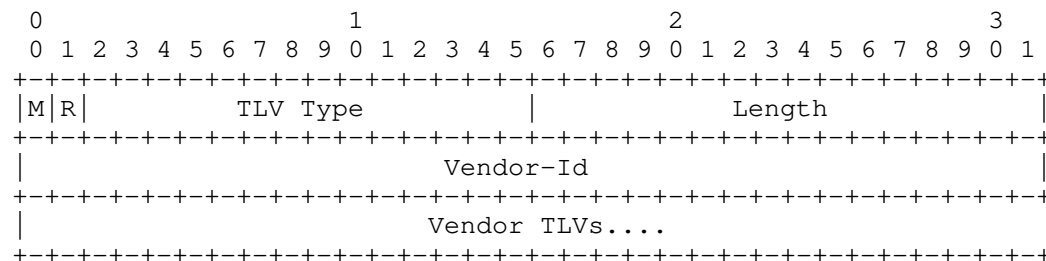 0                   1                   2                   3
 0 1 2 3 4 5 6 7 8 9 0 1 2 3 4 5 6 7 8 9 0 1 2 3 4 5 6 7 8 9 0 1
+-+-+-+-+-+-+-+-+-+-+-+-+-+-+-+-+-+-+-+-+-+-+-+-+-+-+-+-+-+-+-+-+
|M|R|         TLV Type          |            Length             |
+-+-+-+-+-+-+-+-+-+-+-+-+-+-+-+-+-+-+-+-+-+-+-+-+-+-+-+-+-+-+-+-+
|                          Vendor-Id                            |
+-+-+-+-+-+-+-+-+-+-+-+-+-+-+-+-+-+-+-+-+-+-+-+-+-+-+-+-+-+-+-+-+
|                         Vendor TLVs....
+-+-+-+-+-+-+-+-+-+-+-+-+-+-+-+-+-+-+-+-+-+-+-+-+-+-+-+-+-+-+-+-+